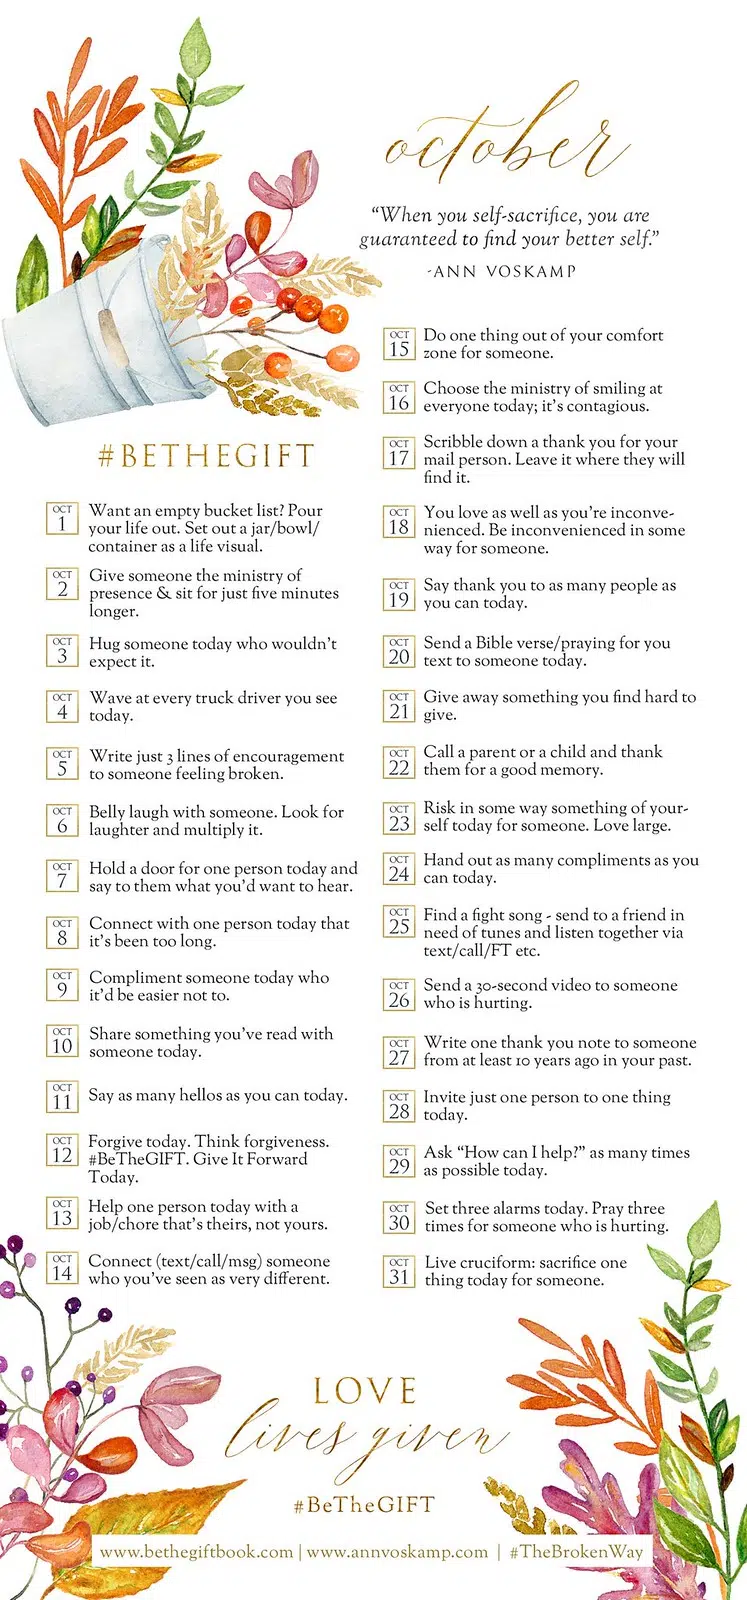 october
“When you self-sacrifice, you are
guaranteed to find your better self.”
-ANN VOSKAMP
#BETHEGIFT
OCT
1
Want an empty bucket list? Pour
your life out. Set out a jar/bowl/
container as a life visual.
OCT
2
Give someone the ministry of
presence & sit for just five minutes
longer.
OCT
3
Hug someone today who wouldn’t
expect it.
OCT
4
Wave at every truck driver you see
today.
OCT
5
Write just 3 lines of encouragement
to someone feeling broken.
OCT
6
Belly laugh with someone. Look for
laughter and multiply it.
OCT
7
Hold a door for one person today and
say to them what you’d want to hear.
OCT
8
Connect with one person today that
it’s been too long.
OCT
9
Compliment someone today who
it’d be easier not to.
OCT
10
Share something you’ve read with
someone today.
OCT
11
Say as many hellos as you can today.
OCT
12
Forgive today. Think forgiveness.
#BeTheGIFT. Give It Forward
Today.
OCT
13
Help one person today with a
job/chore that’s theirs, not yours.
OCT
14
Connect (text/call/msg) someone
who you’ve seen as very different.
OCT
15
Do one thing out of your comfort
zone for someone.
OCT
16
Choose the ministry of smiling at
everyone today; it’s contagious.
OCT
17
Scribble down a thank you for your
mail person. Leave it where they will
find it.
OCT
18
You love as well as you’re inconve-
nienced. Be inconvenienced in some
way for someone.
OCT
19
Say thank you to as many people as
you can today.
OCT
20
Send a Bible verse/praying for you
text to someone today.
OCT
21
Give away something you find hard to
give.
OCT
22
Call a parent or a child and thank
them for a good memory.
OCT
23
Risk in some way something of your-
self today for someone. Love large.
OCT
24
Hand out as many compliments as you
can today.
OCT
25
Find a fight song - send to a friend in
need of tunes and listen together via
text/call/FT etc.
OCT
26
Send a 30-second video to someone
who is hurting.
OCT
27
Write one thank you note to someone
from at least 10 years ago in your past.
OCT
28
Invite just one person to one thing
today.
OCT
29
Ask “How can I help?” as many times
as possible today.
OCT
30
Set three alarms today. Pray three
times for someone who is hurting.
OCT
31
Live cruciform: sacrifice one
thing today for someone.
LOVE
lives given
#BeTheGIFT
www.bethegiftbook.com | www.annvoskamp.com | #TheBrokenWay